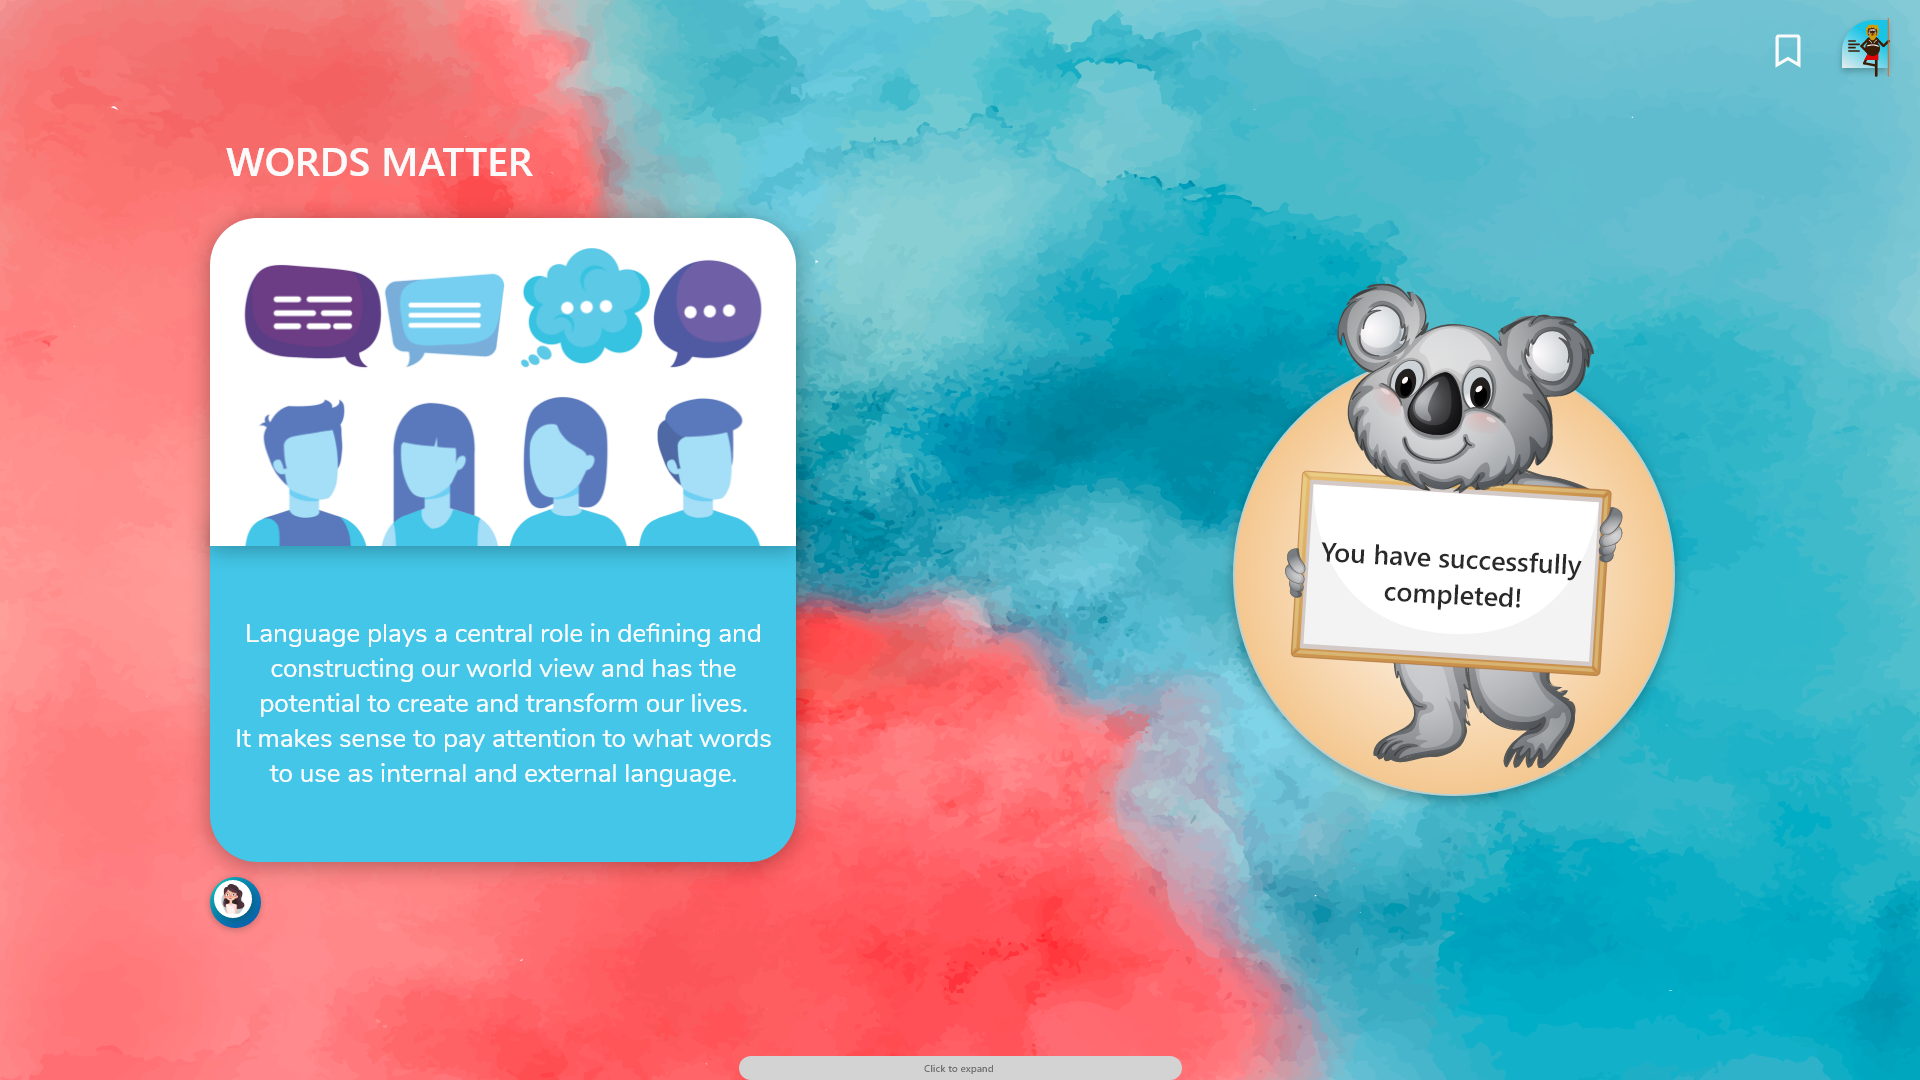 WORDS MATTER
Language plays a central role in defining and
constructing our world view and has the
potential to create and transform our lives.
It makes sense to pay attention to what words
to use as internal and external language.
You have successfully
completed!
Click to expand